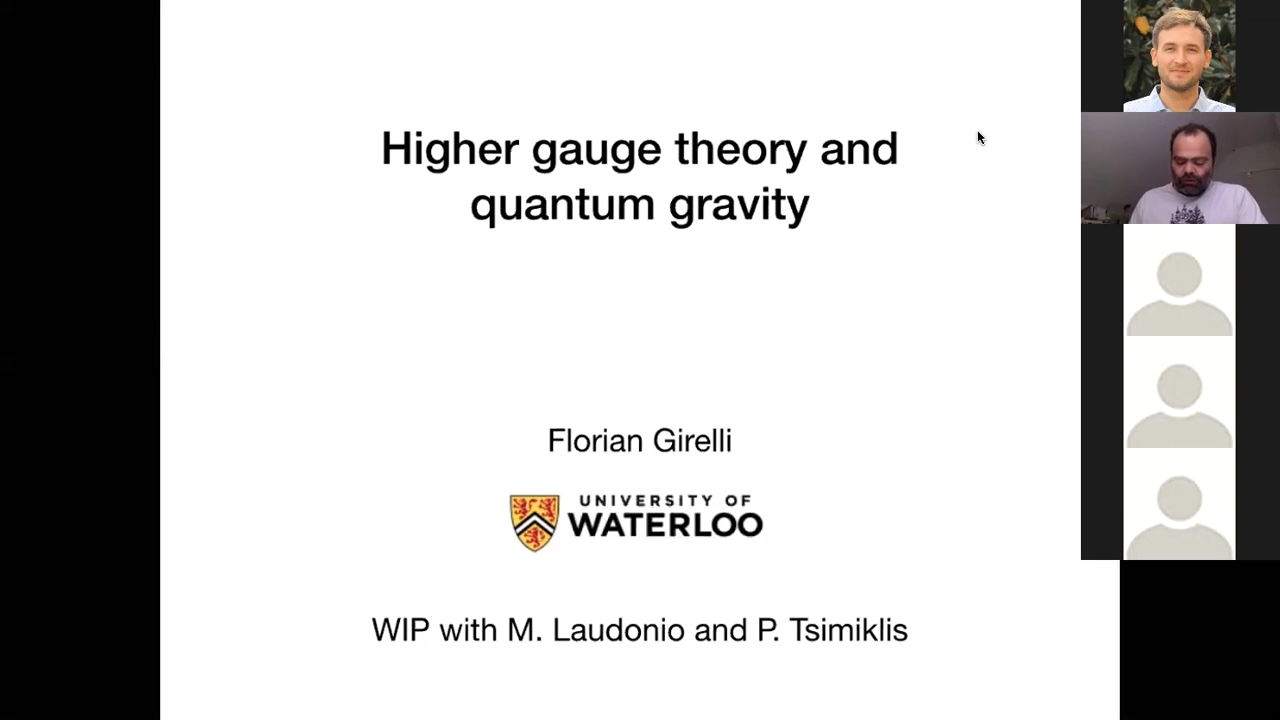 Higher gauge theory and
quantum gravity
Florian Girelli
UNIVERSITY OF
WATERLOO
WIP with M. Laudonio and P. Tsimiklis